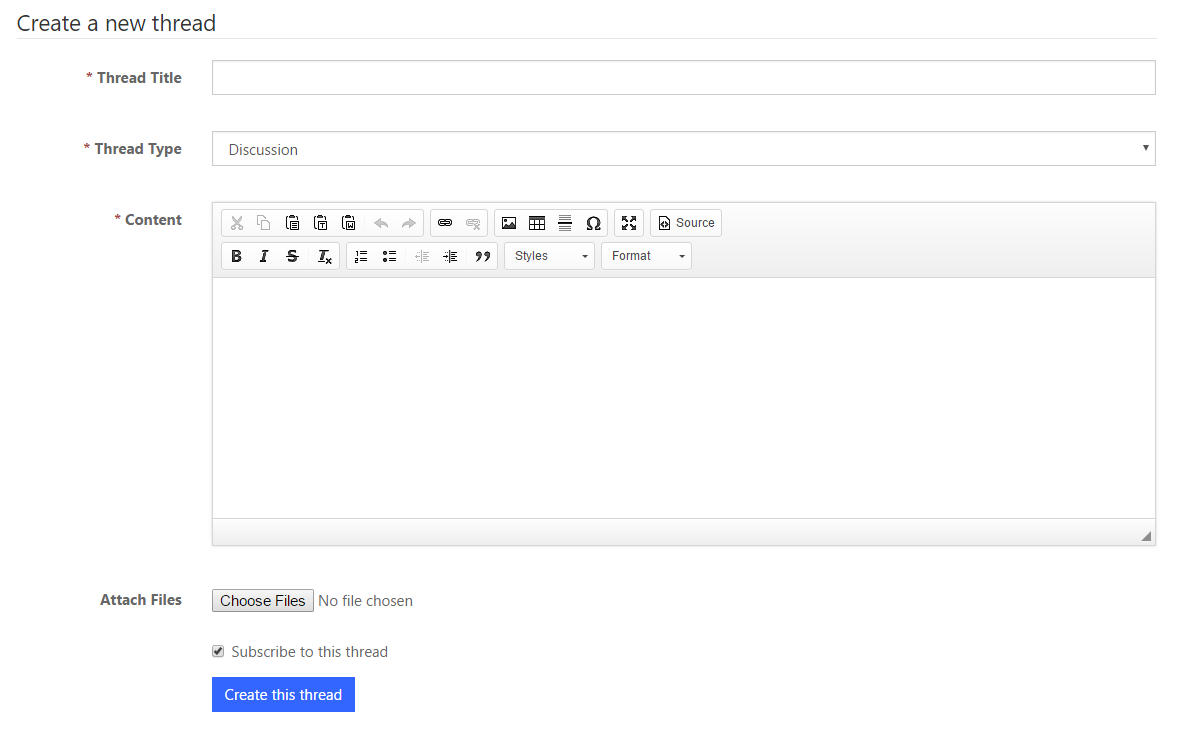 Create a new thread
* Thread Title
* Thread Type
Discussion
* Content
Source
B I S Tx
Styles
Format
Attach Files
Choose Files No file chosen
Subscribe to this thread
Create this thread